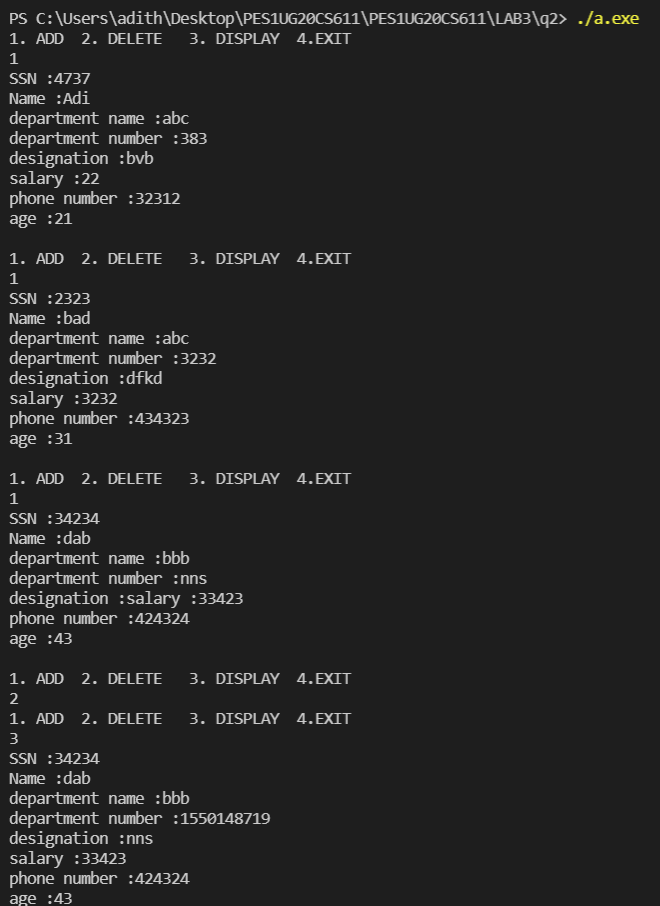 PS C:\Users\adith\Desktop\PES1UG20CS611\PES1UG20CS611\LAB3\q2> ./a.exe
1. ADD  2. DELETE   3. DISPLAY  4.EXIT
1
SSN :4737
Name :Adi
department name :abc
department number :383
designation :bvb
salary :22
phone number :32312
age :21

1. ADD  2. DELETE   3. DISPLAY  4.EXIT
1
SSN :2323
Name :bad
department name :abc
department number :3232
designation :dfkd
salary :3232
phone number :434323
age :31

1. ADD  2. DELETE   3. DISPLAY  4.EXIT
1
SSN :34234
Name :dab
department name :bbb
department number :nns
designation :salary :33423
phone number :424324
age :43

1. ADD  2. DELETE   3. DISPLAY  4.EXIT
2
1. ADD  2. DELETE   3. DISPLAY  4.EXIT
3
SSN :34234
Name :dab
department name :bbb
department number :1550148719
designation :nns
salary :33423
phone number :424324
age :43